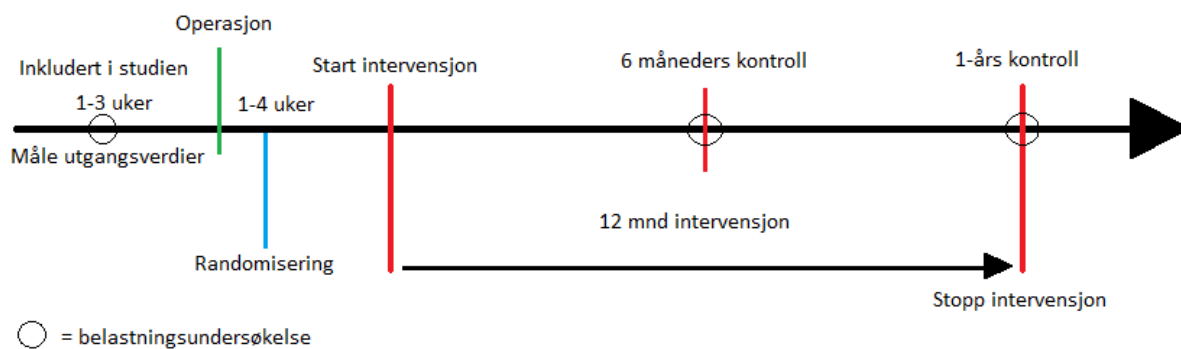 Operasjon
Inkludert i studien
Start intervensjon
6 måneders kontroll
1-års kontroll
1-3 uker
1-4 uker
Måle utgangsverdier
12 mnd intervensjon
Randomisering
Stopp intervensjon
= belastningsundersøkelse